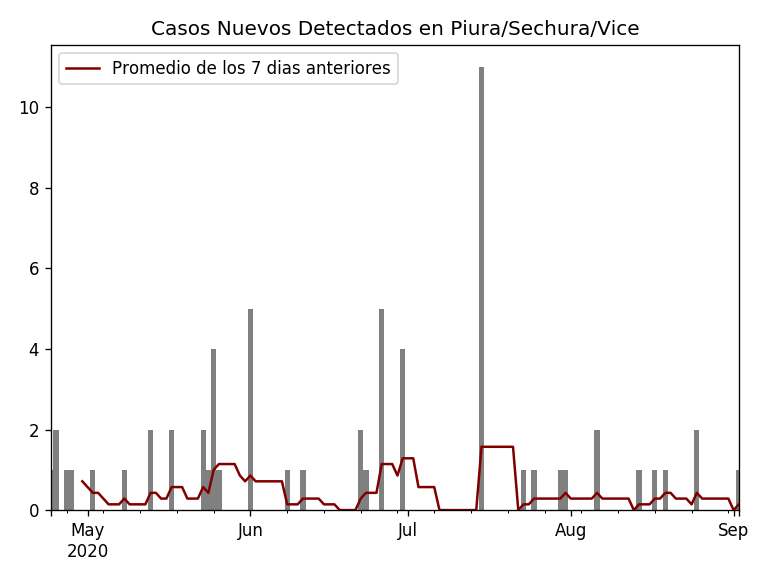 Casos Nuevos Detectados en Piura/Sechura/Vice
Promedio de los 7 dias anteriores
10
8
6
4
2
0
May Jun Jul Aug Sep
2020